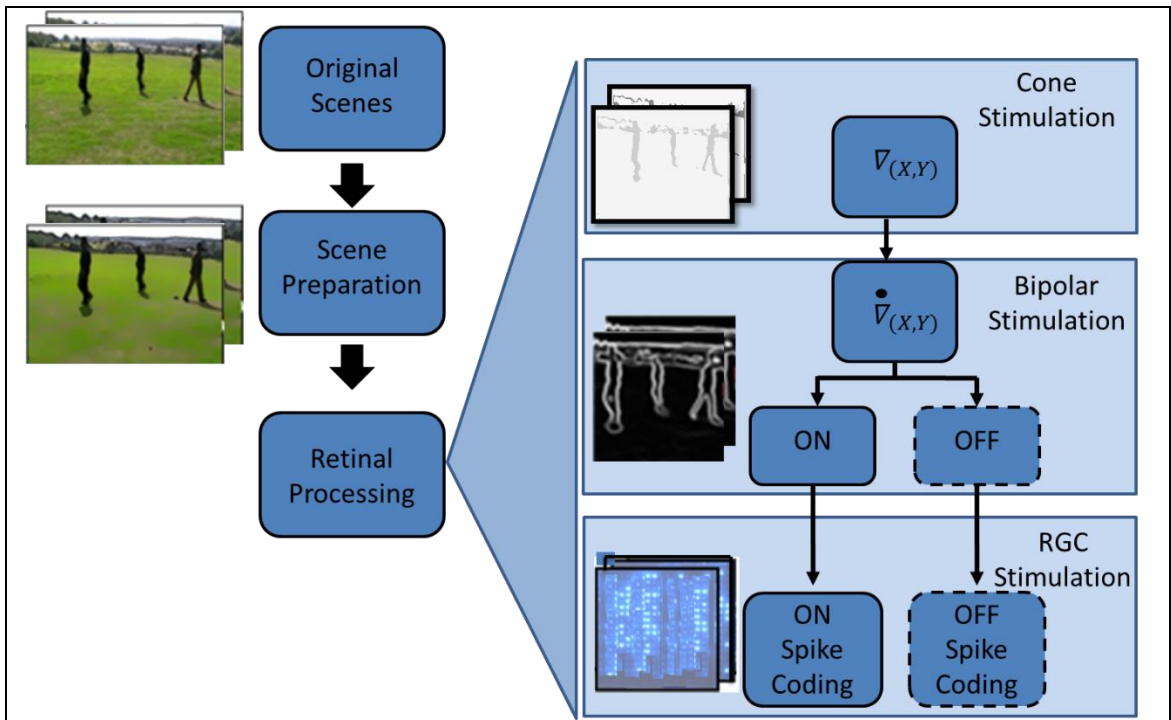 Original
Scenes
Scene
Preparation
Retinal
Processing
Cone
Stimulation
∇(X,Y)
Bipolar
Stimulation
∇̇(X,Y)
ON
OFF
RGC
Stimulation
ON
Spike
Coding
OFF
Spike
Coding